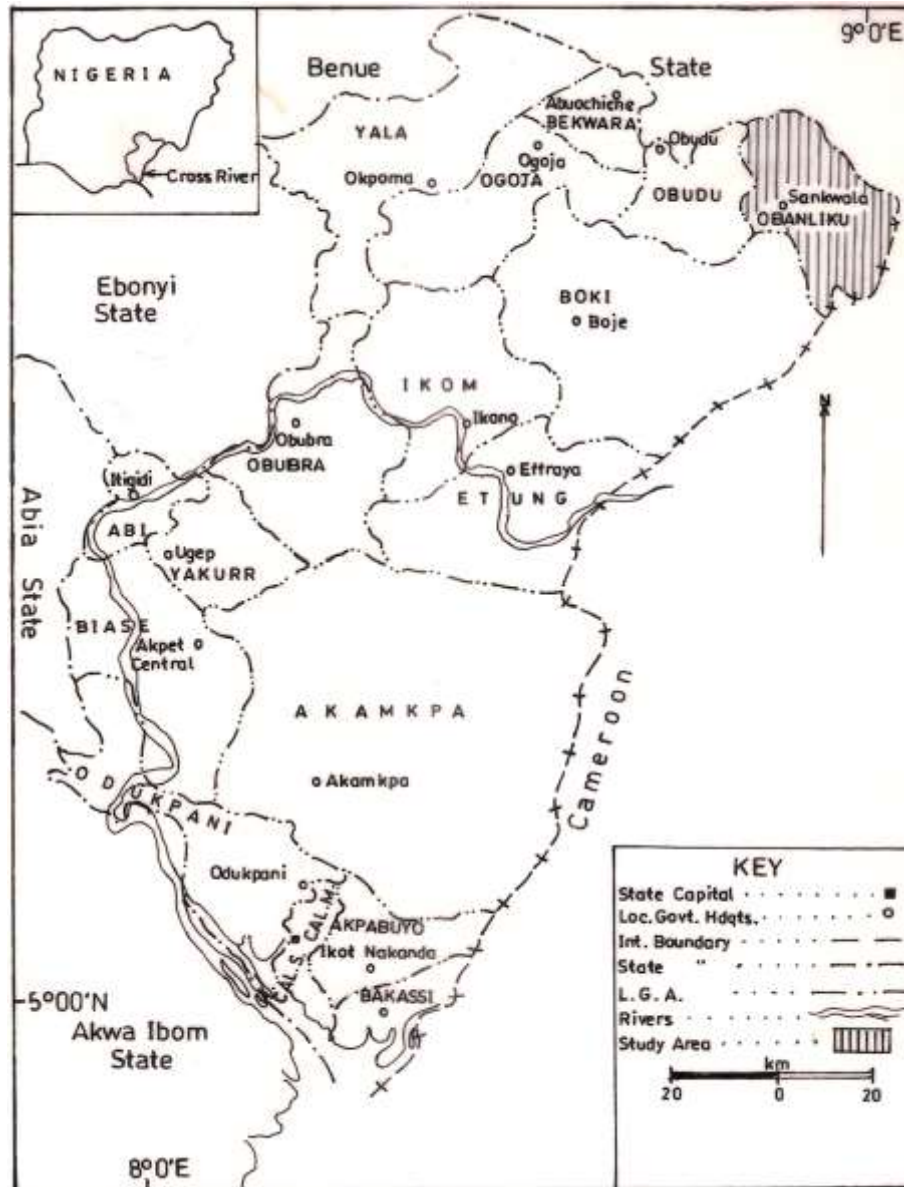 9°0'E
NIGERIA
Cross River
Benue
State
YALA
Okpoma
Abuochiche
BEKWARA
Ogoja
OGOJA
Obudu
OBUDU
Sankwala
OBANLIKU
Ebonyi
State
BOKI
Boje
IKOM
Ikono
N
Obubra
OBUBRA
Effraya
ETUNG
Itigidi
ABI
Abia State
Ugep
YAKURR
BIASE
Akpet
Central
AKAMKPA
Akamkpa
Cameroon
ODUKPANI
Odukpani
CAL.M.
CAL.S.
AKPABUYO
Ikot Nakanda
BAKASSI
5°00'N
Akwa Ibom
State
8°0'E
KEY
State Capital
Loc.Govt. Hdqts.
Int. Boundary
State "
L.G.A.
Rivers
Study Area
km
20 0 20